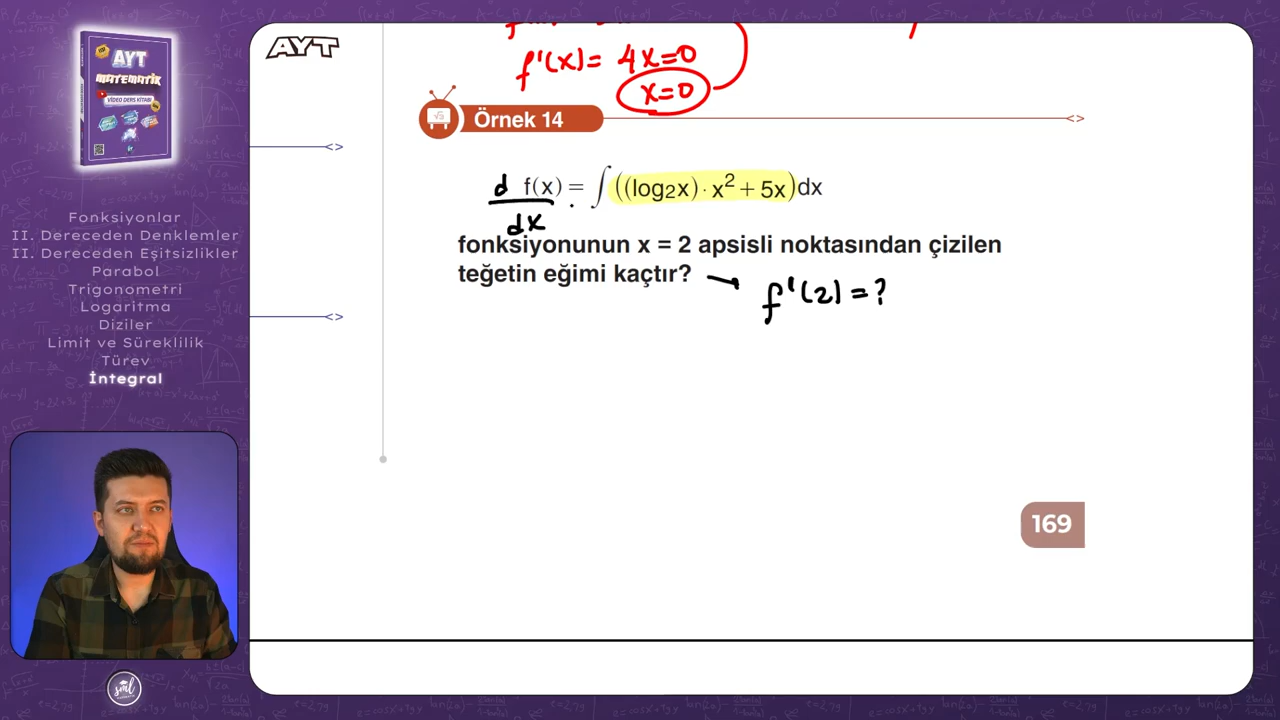 AYT
MATEMATİK
VİDEO DERS KİTABI
Fonksiyonlar
II. Dereceden Denklemler
II. Dereceden Eşitsizlikler
Parabol
Trigonometri
Logaritma
Diziler
Limit ve Süreklilik
Türev
İntegral
sml
AYT
f'(x) = 4x=0
x=0
Örnek 14
d f(x) = ∫((log₂x) · x² + 5x)dx
dx
fonksiyonunun x = 2 apsisli noktasından çizilen
teğetin eğimi kaçtır? → f'(2) = ?
169